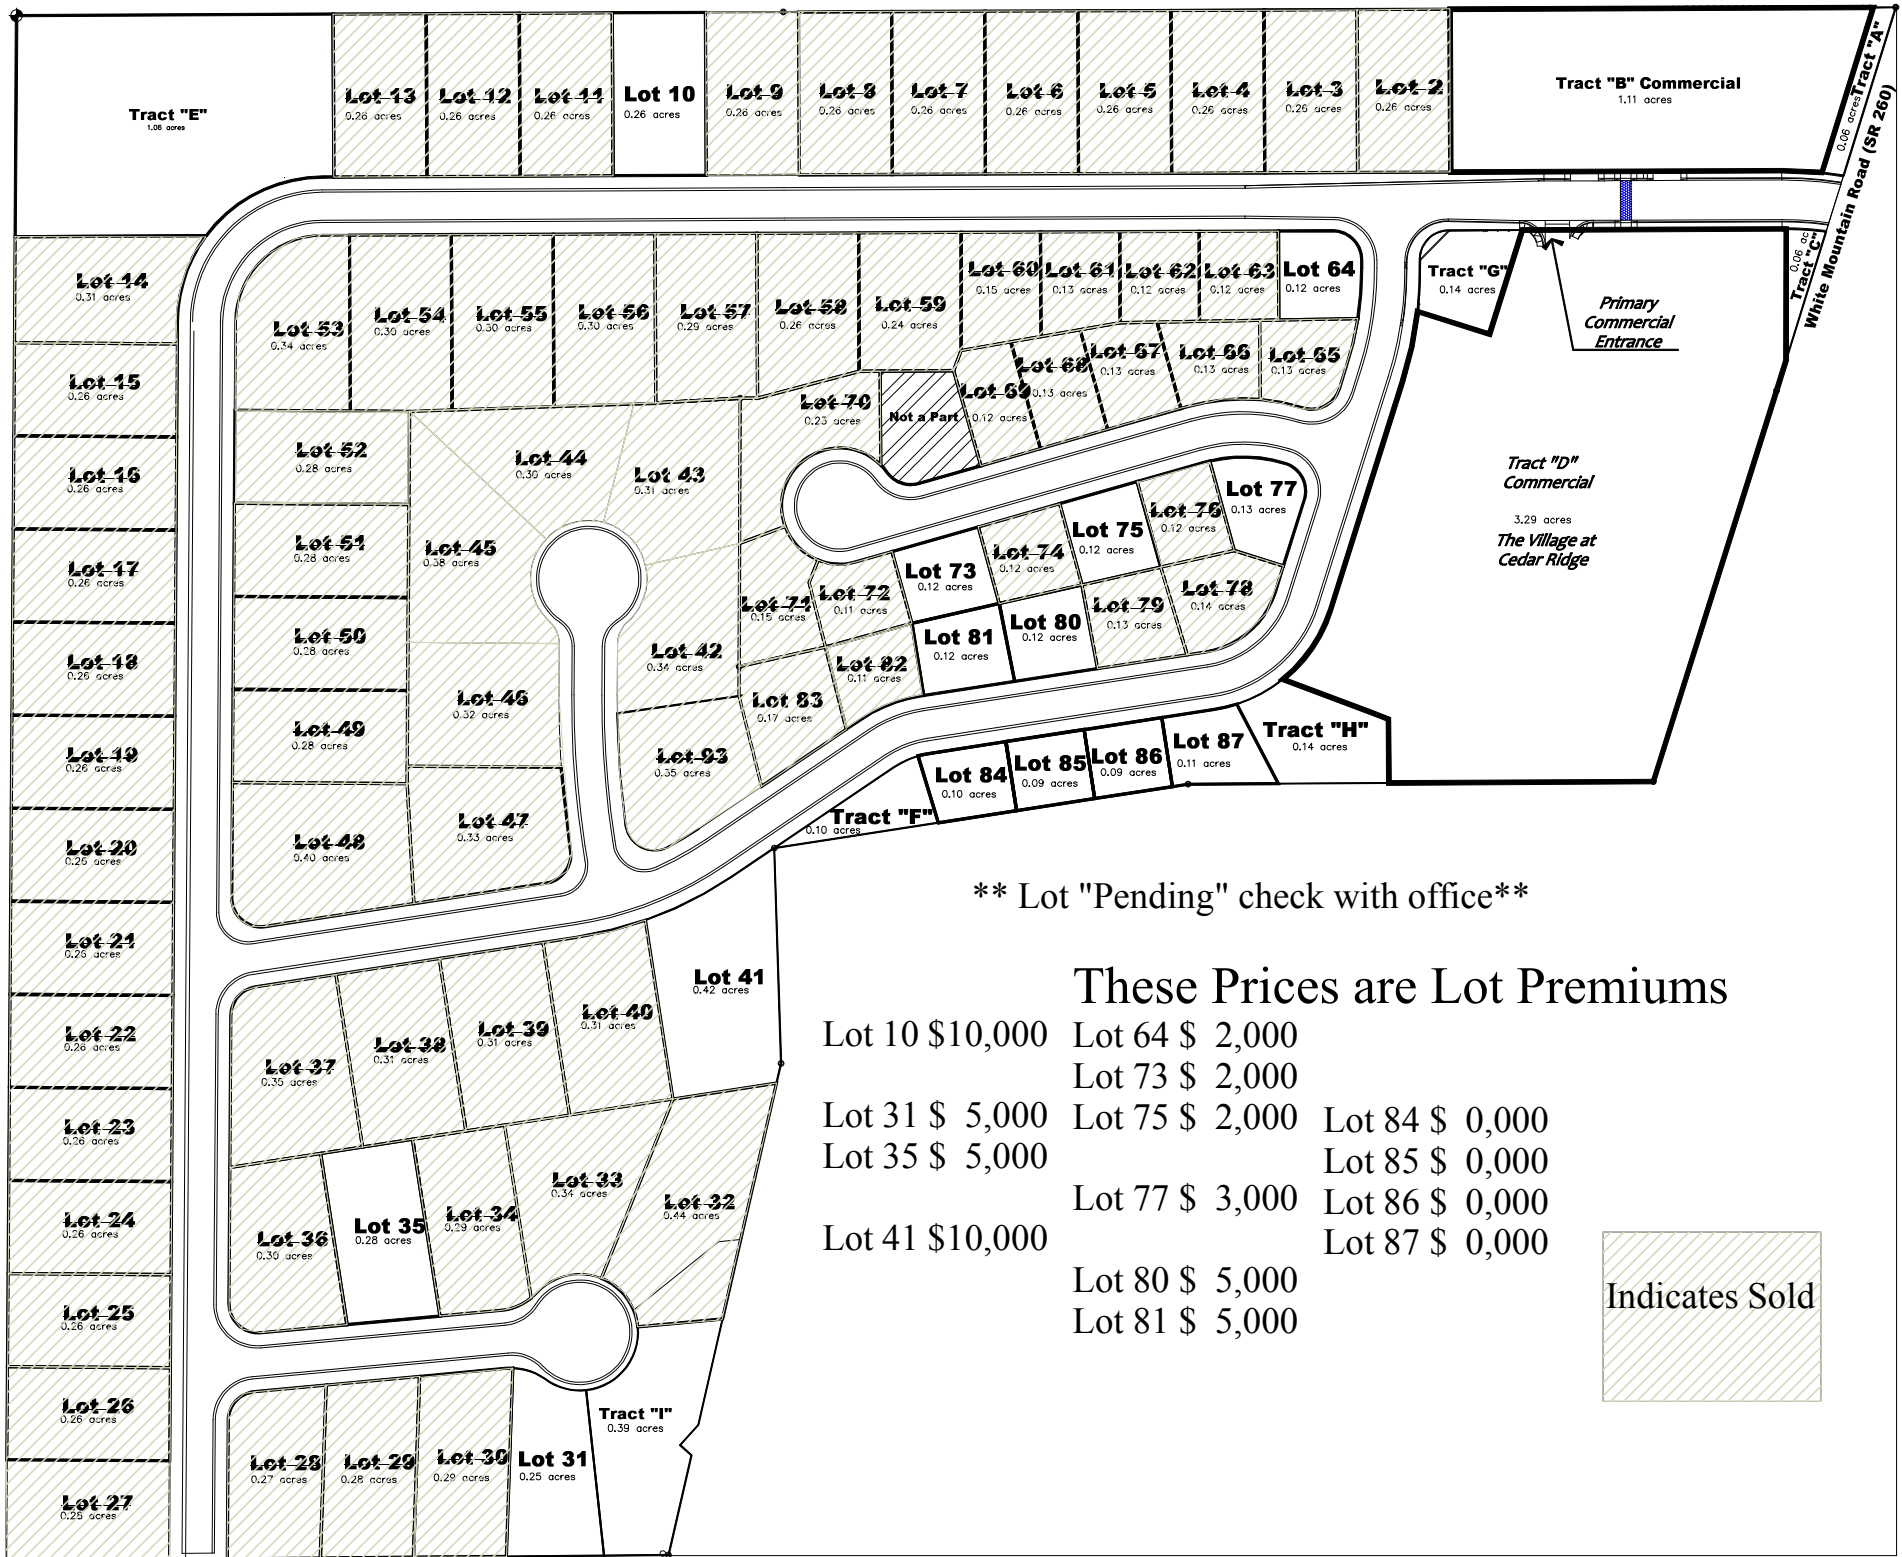 Tract "E"
1.06 acres
Lot 13
0.26 acres
Lot 12
0.26 acres
Lot 11
0.26 acres
Lot 10
0.26 acres
Lot 9
0.26 acres
Lot 8
0.26 acres
Lot 7
0.26 acres
Lot 6
0.26 acres
Lot 5
0.26 acres
Lot 4
0.26 acres
Lot 3
0.26 acres
Lot 2
0.26 acres
Tract "B" Commercial
1.11 acres
Tract "A"
0.06 acres
White Mountain Road (SR 260)
Tract "C"
0.06 ac
Lot 14
0.31 acres
Lot 15
0.26 acres
Lot 16
0.26 acres
Lot 17
0.26 acres
Lot 18
0.26 acres
Lot 19
0.26 acres
Lot 20
0.26 acres
Lot 21
0.26 acres
Lot 22
0.26 acres
Lot 23
0.26 acres
Lot 24
0.26 acres
Lot 25
0.26 acres
Lot 26
0.26 acres
Lot 27
0.25 acres
Lot 53
0.34 acres
Lot 54
0.30 acres
Lot 55
0.30 acres
Lot 56
0.30 acres
Lot 57
0.29 acres
Lot 58
0.26 acres
Lot 59
0.24 acres
Lot 60
0.15 acres
Lot 61
0.13 acres
Lot 62
0.12 acres
Lot 63
0.12 acres
Lot 64
0.12 acres
Tract "G"
0.14 acres
Primary
Commercial
Entrance
Lot 69
0.12 acres
Lot 68
0.13 acres
Lot 67
0.13 acres
Lot 66
0.13 acres
Lot 65
0.13 acres
Lot 70
0.23 acres
Not a Part
Lot 52
0.28 acres
Lot 44
0.30 acres
Lot 43
0.31 acres
Lot 51
0.28 acres
Lot 45
0.38 acres
Lot 50
0.28 acres
Lot 46
0.32 acres
Lot 49
0.28 acres
Lot 48
0.40 acres
Lot 47
0.33 acres
Lot 42
0.34 acres
Lot 93
0.35 acres
Lot 71
0.15 acres
Lot 72
0.11 acres
Lot 73
0.12 acres
Lot 74
0.12 acres
Lot 75
0.12 acres
Lot 76
0.12 acres
Lot 77
0.13 acres
Lot 78
0.14 acres
Lot 79
0.13 acres
Lot 80
0.12 acres
Lot 81
0.12 acres
Lot 82
0.11 acres
Lot 83
0.17 acres
Tract "D"
Commercial
3.29 acres
The Village at
Cedar Ridge
Lot 84
0.10 acres
Lot 85
0.09 acres
Lot 86
0.09 acres
Lot 87
0.11 acres
Tract "H"
0.14 acres
Tract "F"
0.10 acres
** Lot "Pending" check with office**
Lot 41
0.42 acres
Lot 40
0.31 acres
Lot 39
0.31 acres
Lot 38
0.31 acres
Lot 37
0.35 acres
Lot 36
0.30 acres
Lot 35
0.28 acres
Lot 34
0.29 acres
Lot 33
0.34 acres
Lot 32
0.44 acres
Lot 28
0.27 acres
Lot 29
0.28 acres
Lot 30
0.29 acres
Lot 31
0.25 acres
Tract "I"
0.39 acres
These Prices are Lot Premiums
Lot 10 $10,000
Lot 31 $ 5,000
Lot 35 $ 5,000
Lot 41 $10,000
Lot 64 $ 2,000
Lot 73 $ 2,000
Lot 75 $ 2,000
Lot 77 $ 3,000
Lot 80 $ 5,000
Lot 81 $ 5,000
Lot 84 $ 0,000
Lot 85 $ 0,000
Lot 86 $ 0,000
Lot 87 $ 0,000
Indicates Sold